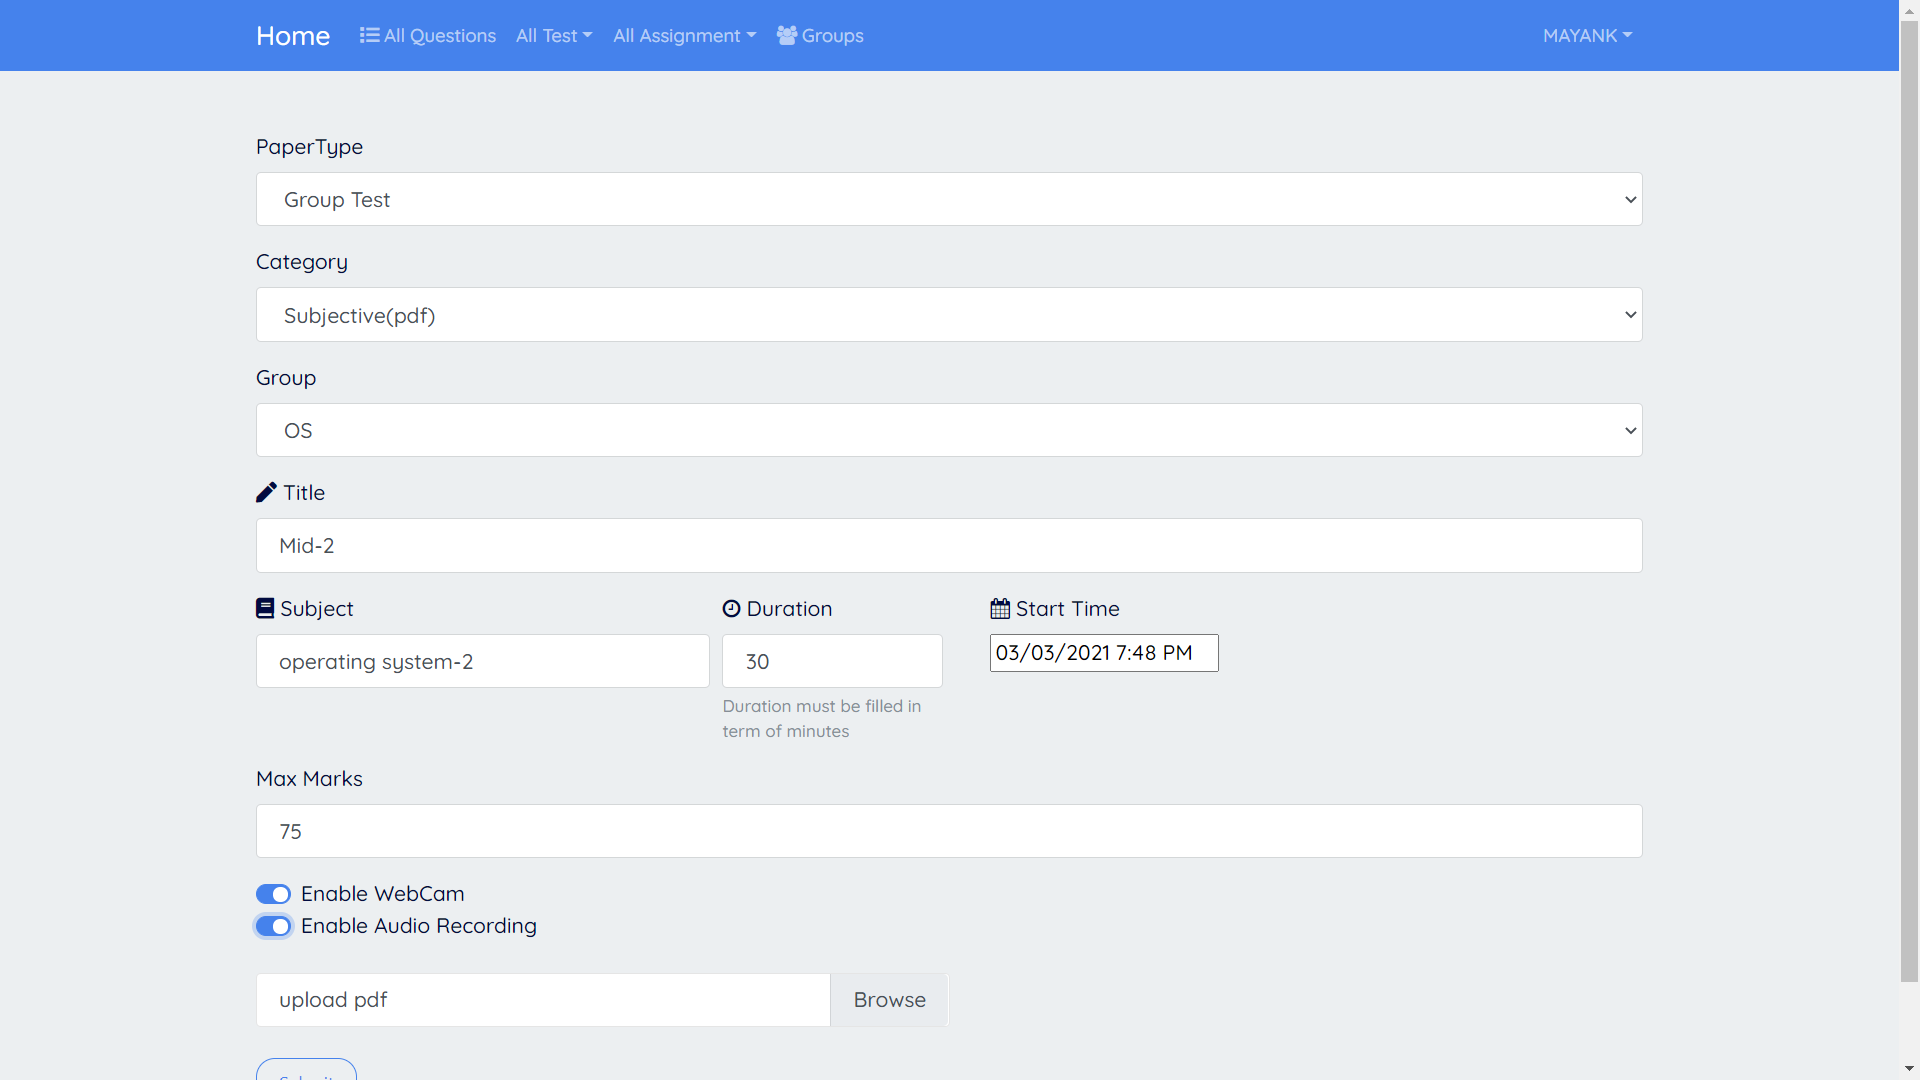 Home All Questions All Test All Assignment Groups MAYANK
PaperType
Group Test
Category
Subjective(pdf)
Group
OS
Title
Mid-2
Subject Duration Start Time
operating system-2 30 03/03/2021 7:48 PM
Duration must be filled in
term of minutes
Max Marks
75
Enable WebCam
Enable Audio Recording
upload pdf Browse